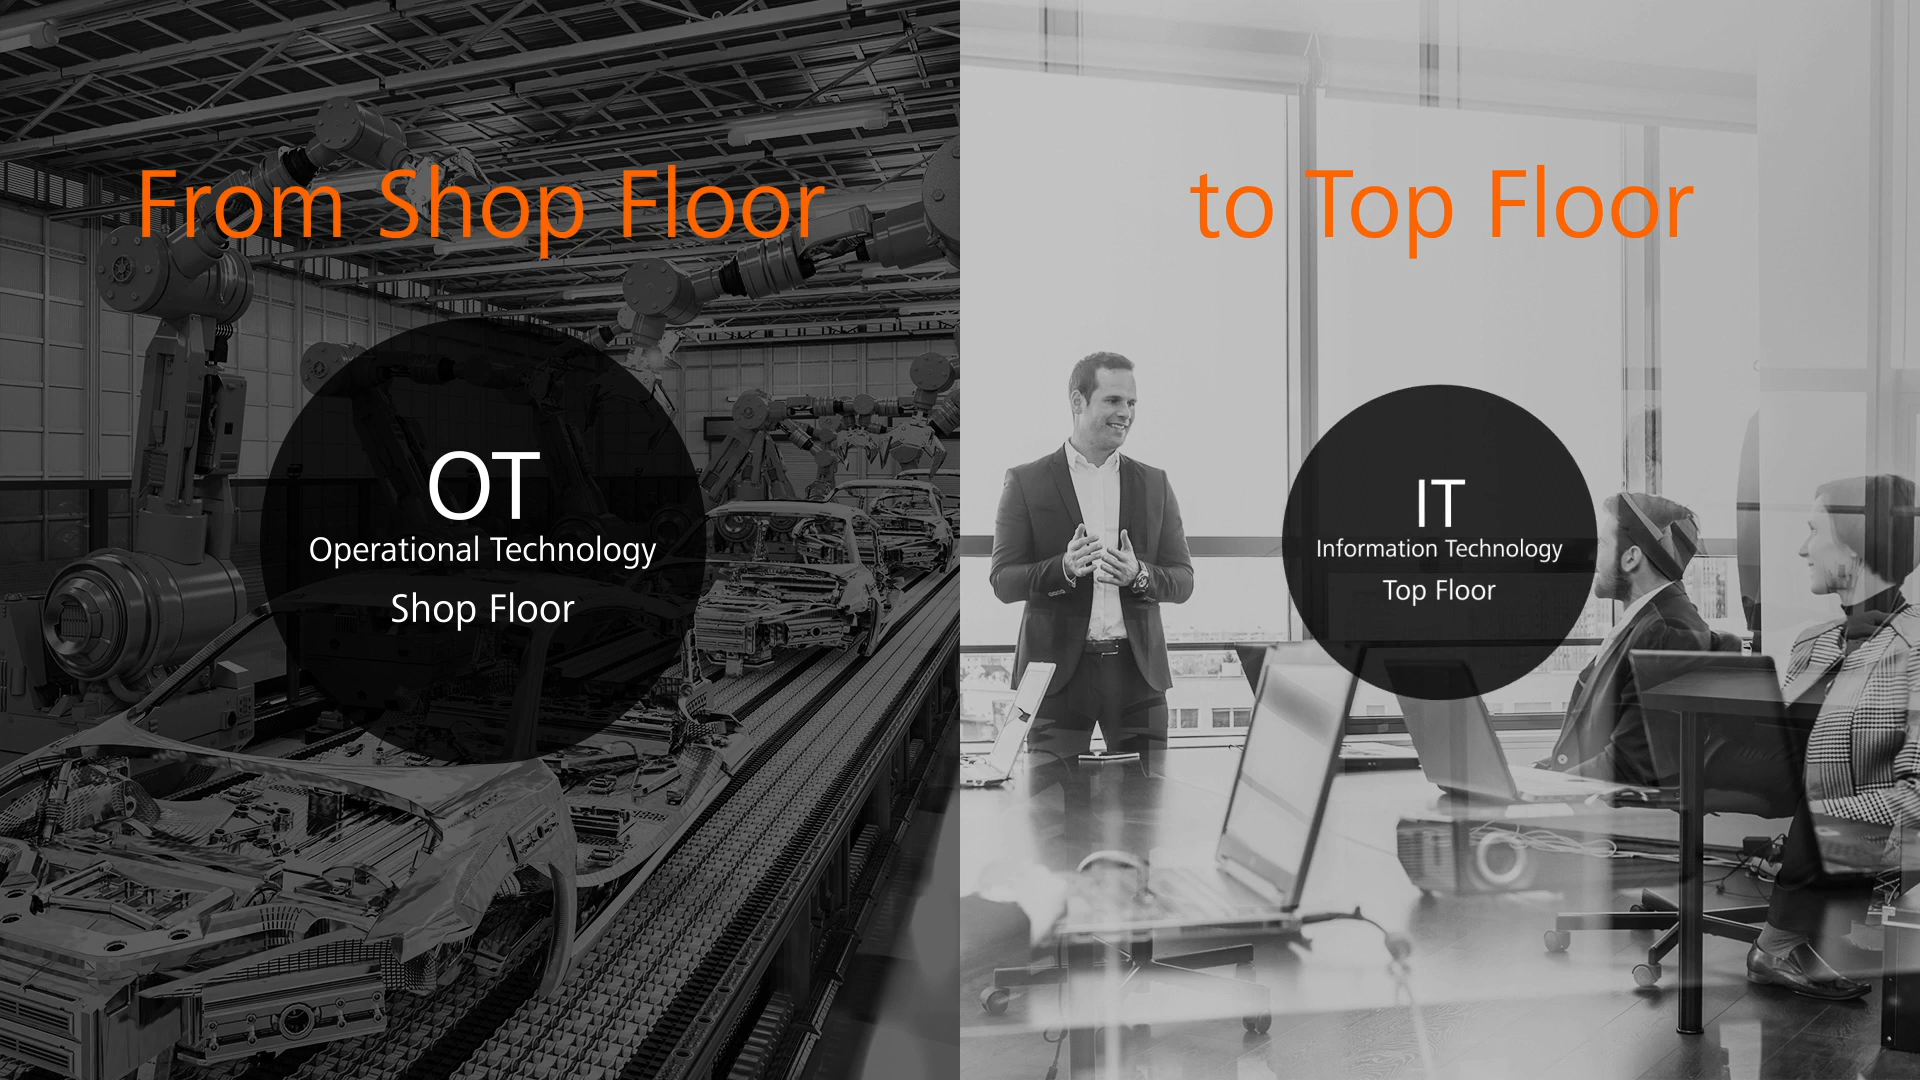 From Shop Floor
OT
Operational Technology
Shop Floor
to Top Floor
IT
Information Technology
Top Floor